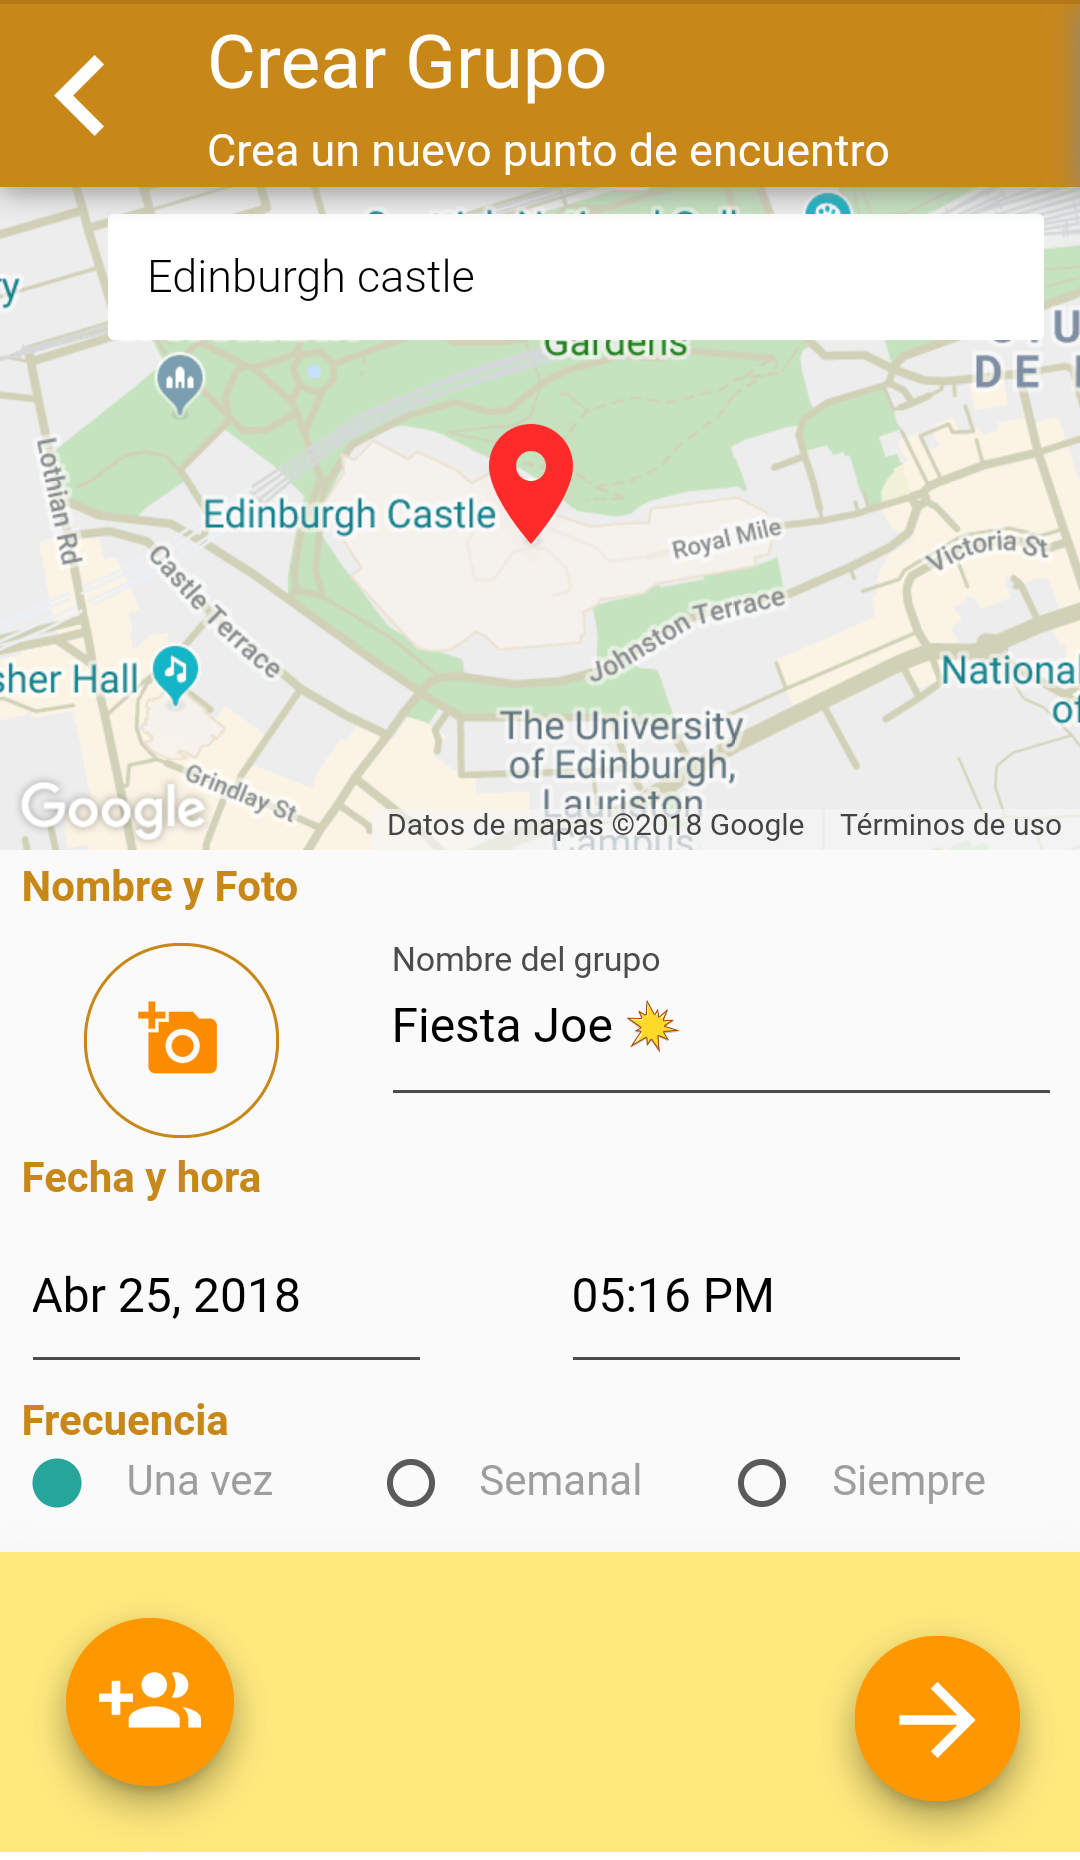 Crear Grupo
Crea un nuevo punto de encuentro
Edinburgh castle
Gardens
DE
Lothian Rd
Edinburgh Castle
Royal Mile
Victoria St
Castle Terrace
Johnston Terrace
sher Hall
National
of
The University
of Edinburgh,
Lauriston
Campus
Grindlay St
Google
Datos de mapas ©2018 Google
Términos de uso
Nombre y Foto
Nombre del grupo
Fiesta Joe
Fecha y hora
Abr 25, 2018
05:16 PM
Frecuencia
Una vez
Semanal
Siempre